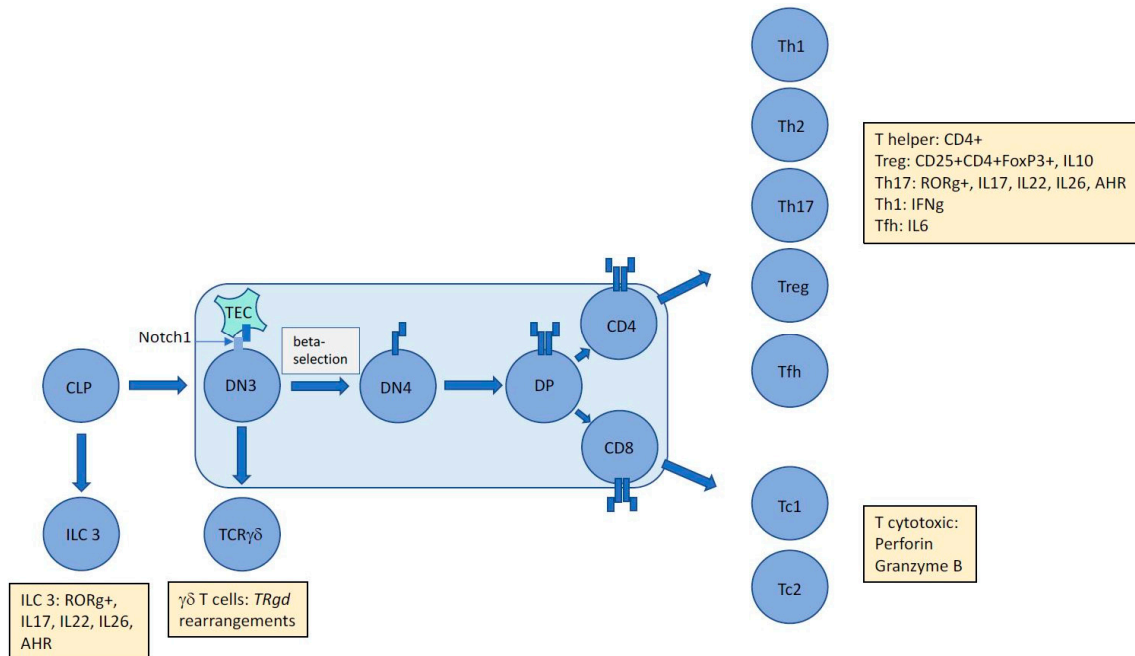 Th1
Th2
Th17
Treg
Tfh
T helper: CD4+
Treg: CD25+CD4+FoxP3+, IL10
Th17: RORg+, IL17, IL22, IL26, AHR
Th1: IFNg
Tfh: IL6
TEC
Notch1
beta-
selection
CD4
CLP
DN3
DN4
DP
CD8
ILC 3
TCRγδ
Tc1
Tc2
T cytotoxic:
Perforin
Granzyme B
ILC 3: RORg+,
IL17, IL22, IL26,
AHR
γδ T cells: TRgd
rearrangements